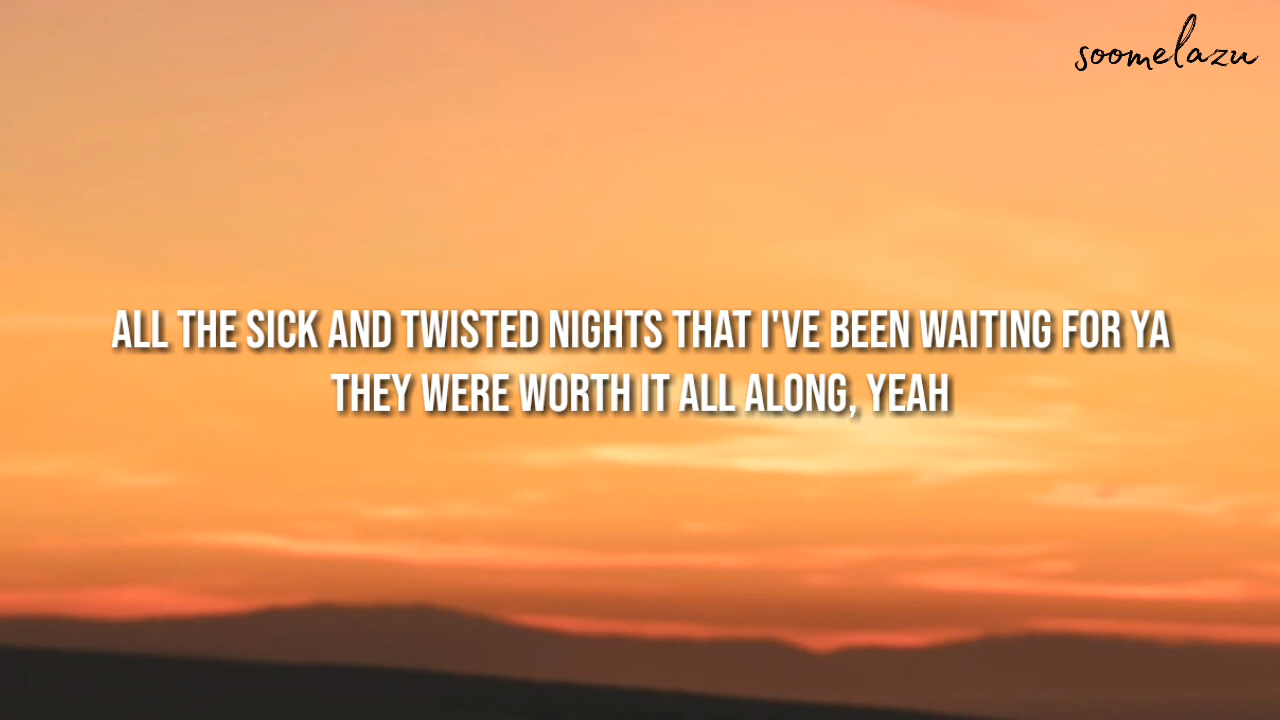 soomelazu
ALL THE SICK AND TWISTED NIGHTS THAT I'VE BEEN WAITING FOR YA
THEY WERE WORTH IT ALL ALONG, YEAH